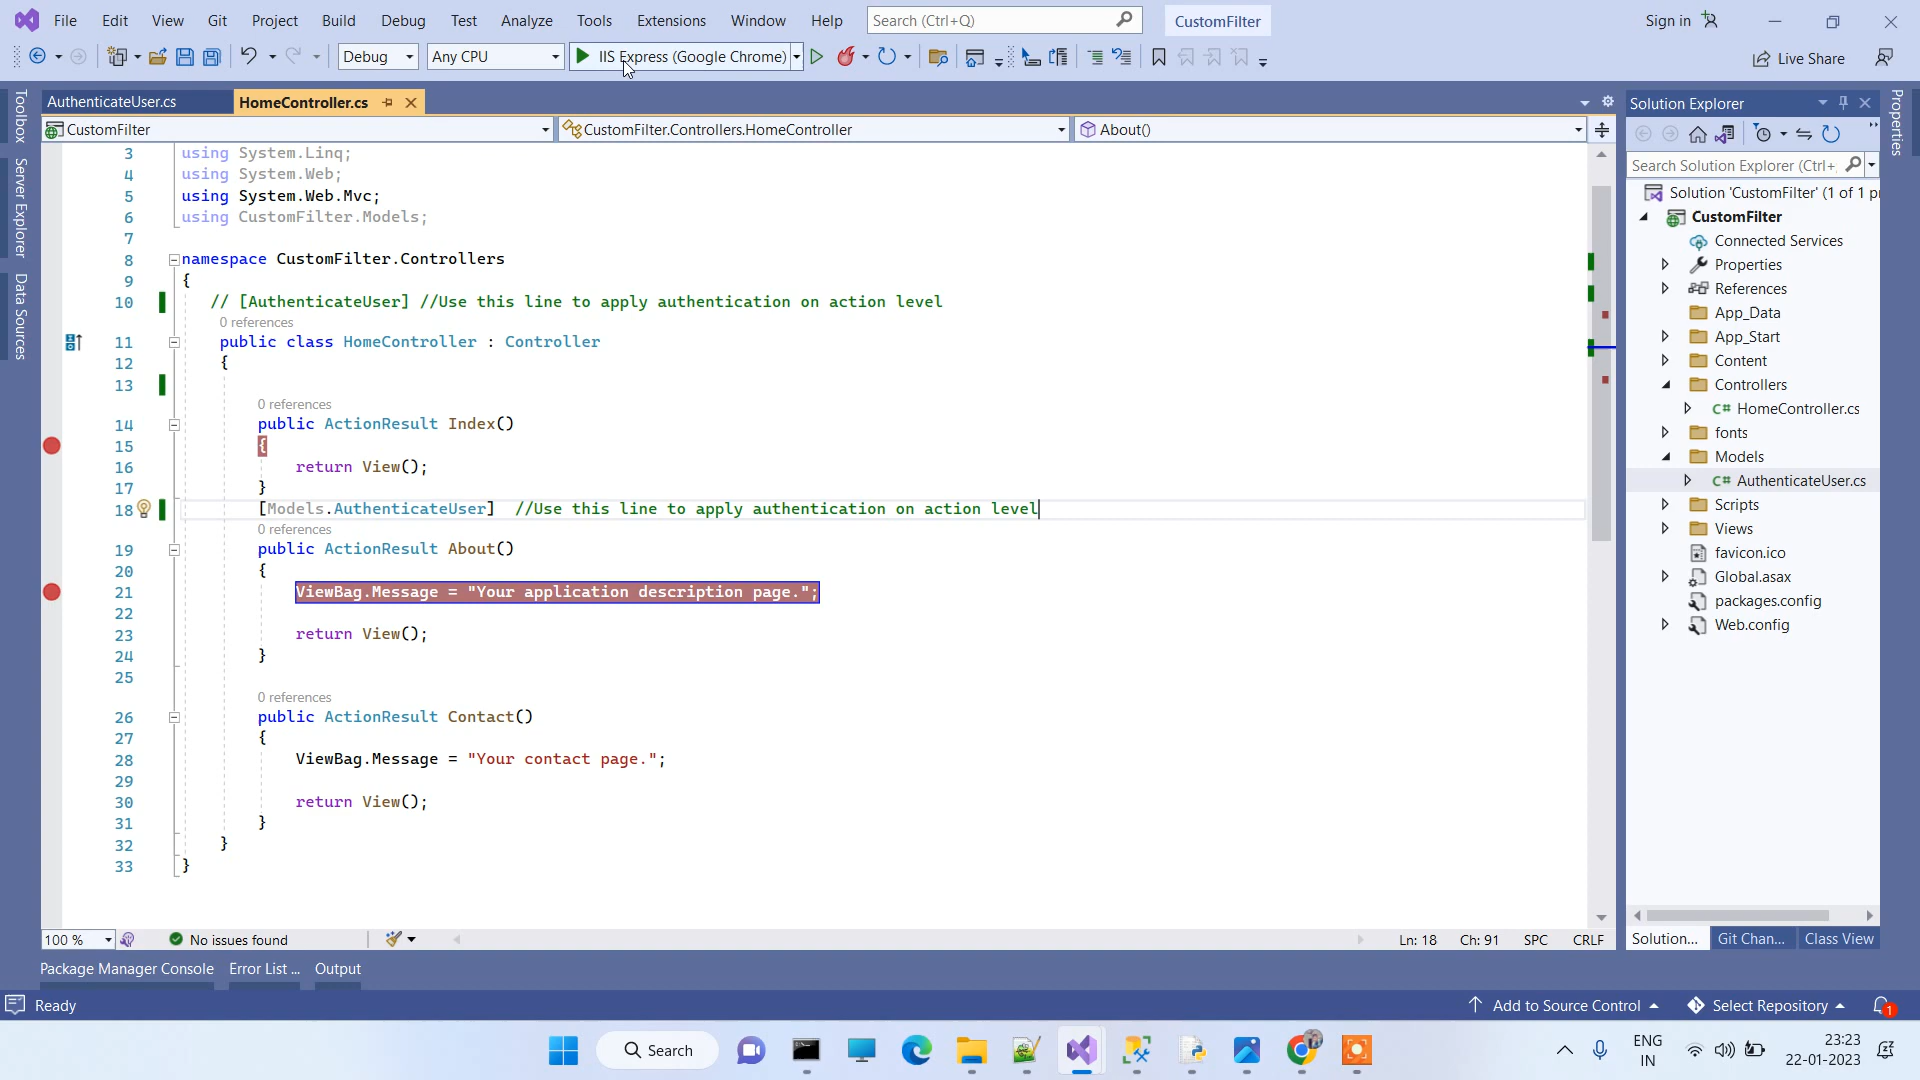 File Edit View Git Project Build Debug Test Analyze Tools Extensions Window Help Search (Ctrl+Q) CustomFilter Sign in
Debug Any CPU IIS Express (Google Chrome) Live Share
AuthenticateUser.cs HomeController.cs
CustomFilter CustomFilter.Controllers.HomeController About()
Toolbox
Server Explorer
Data Sources
3 using System.Linq;
4 using System.Web;
5 using System.Web.Mvc;
6 using CustomFilter.Models;
7
8 namespace CustomFilter.Controllers
9 {
10 // [AuthenticateUser] //Use this line to apply authentication on action level
0 references
11 public class HomeController : Controller
12 {
13
0 references
14 public ActionResult Index()
15 {
16 return View();
17 }
18 [Models.AuthenticateUser] //Use this line to apply authentication on action level
0 references
19 public ActionResult About()
20 {
21 ViewBag.Message = "Your application description page.";
22
23 return View();
24 }
25
0 references
26 public ActionResult Contact()
27 {
28 ViewBag.Message = "Your contact page.";
29
30 return View();
31 }
32 }
33 }
100 % No issues found Ln: 18 Ch: 91 SPC CRLF
Solution Explorer
Search Solution Explorer (Ctrl+
Solution 'CustomFilter' (1 of 1 p
CustomFilter
Connected Services
Properties
References
App_Data
App_Start
Content
Controllers
C# HomeController.cs
fonts
Models
C# AuthenticateUser.cs
Scripts
Views
favicon.ico
Global.asax
packages.config
Web.config
Solution... Git Chan... Class View
Properties
Package Manager Console Error List ... Output
Ready Add to Source Control Select Repository 1
Search
ENG
IN
23:23
22-01-2023